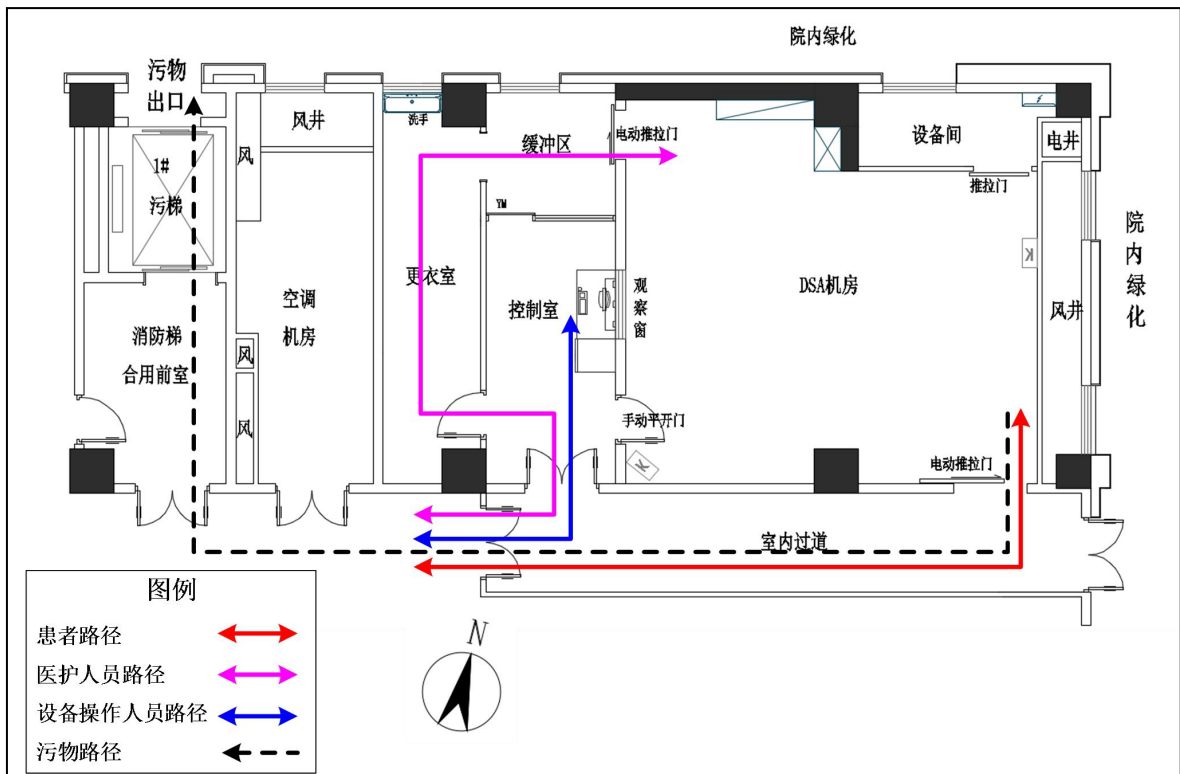 院内绿化
污物
出口
洗手
风井
缓冲区
电动推拉门
设备间
电井
推拉门
1#
污梯
风
YM
K
院
内
绿
化
消防梯
合用前室
空调
机房
更衣室
控制室
观
察
窗
DSA机房
风井
风
风
手动平开门
K
电动推拉门
室内过道
图例
患者路径
医护人员路径
设备操作人员路径
污物路径
N